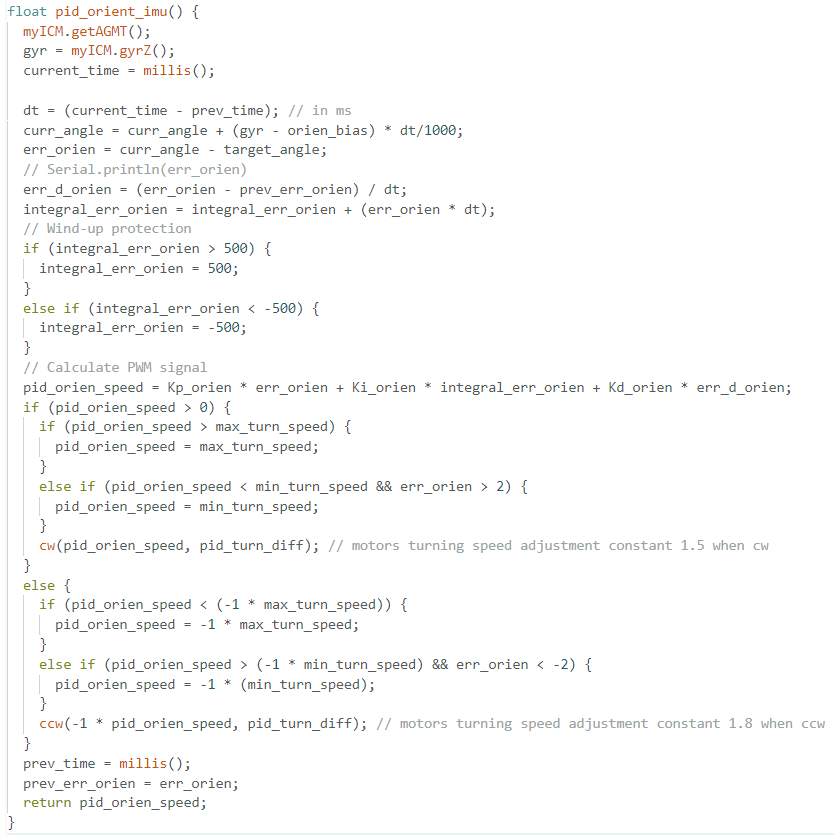 float pid_orient_imu() {
  myICM.getAGMT();
  gyr = myICM.gyrZ();
  current_time = millis();

  dt = (current_time - prev_time); // in ms
  curr_angle = curr_angle + (gyr - orien_bias) * dt/1000;
  err_orien = curr_angle - target_angle;
  // Serial.println(err_orien)
  err_d_orien = (err_orien - prev_err_orien) / dt;
  integral_err_orien = integral_err_orien + (err_orien * dt);
  // Wind-up protection
  if (integral_err_orien > 500) {
    integral_err_orien = 500;
  }
  else if (integral_err_orien < -500) {
    integral_err_orien = -500;
  }
  // Calculate PWM signal
  pid_orien_speed = Kp_orien * err_orien + Ki_orien * integral_err_orien + Kd_orien * err_d_orien;
  if (pid_orien_speed > 0) {
    if (pid_orien_speed > max_turn_speed) {
      pid_orien_speed = max_turn_speed;
    }
    else if (pid_orien_speed < min_turn_speed && err_orien > 2) {
      pid_orien_speed = min_turn_speed;
    }
    cw(pid_orien_speed, pid_turn_diff); // motors turning speed adjustment constant 1.5 when cw
  }
  else {
    if (pid_orien_speed < (-1 * max_turn_speed)) {
      pid_orien_speed = -1 * max_turn_speed;
    }
    else if (pid_orien_speed > (-1 * min_turn_speed) && err_orien < -2) {
      pid_orien_speed = -1 * (min_turn_speed);
    }
    ccw(-1 * pid_orien_speed, pid_turn_diff); // motors turning speed adjustment constant 1.8 when ccw
  }
  prev_time = millis();
  prev_err_orien = err_orien;
  return pid_orien_speed;
}